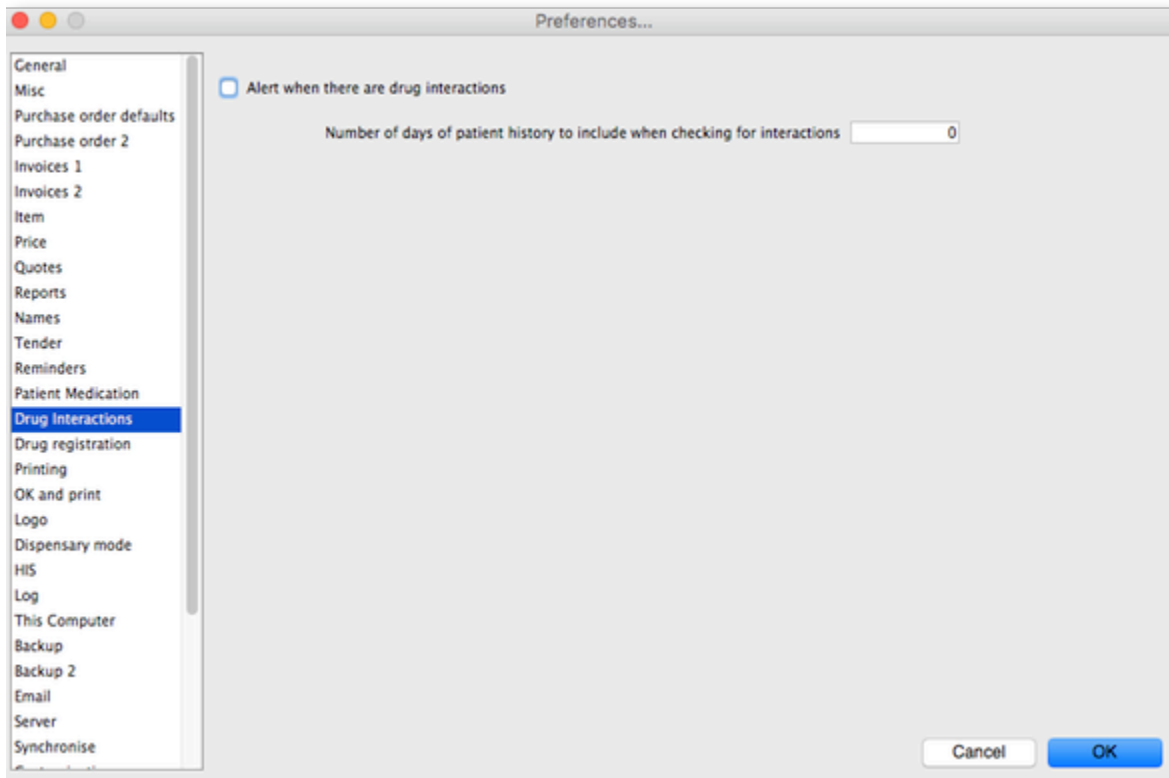 Preferences...
General
Misc
Purchase order defaults
Purchase order 2
Invoices 1
Invoices 2
Item
Price
Quotes
Reports
Names
Tender
Reminders
Patient Medication
Drug Interactions
Drug registration
Printing
OK and print
Logo
Dispensary mode
HIS
Log
This Computer
Backup
Backup 2
Email
Server
Synchronise
Alert when there are drug interactions
Number of days of patient history to include when checking for interactions 0
Cancel OK